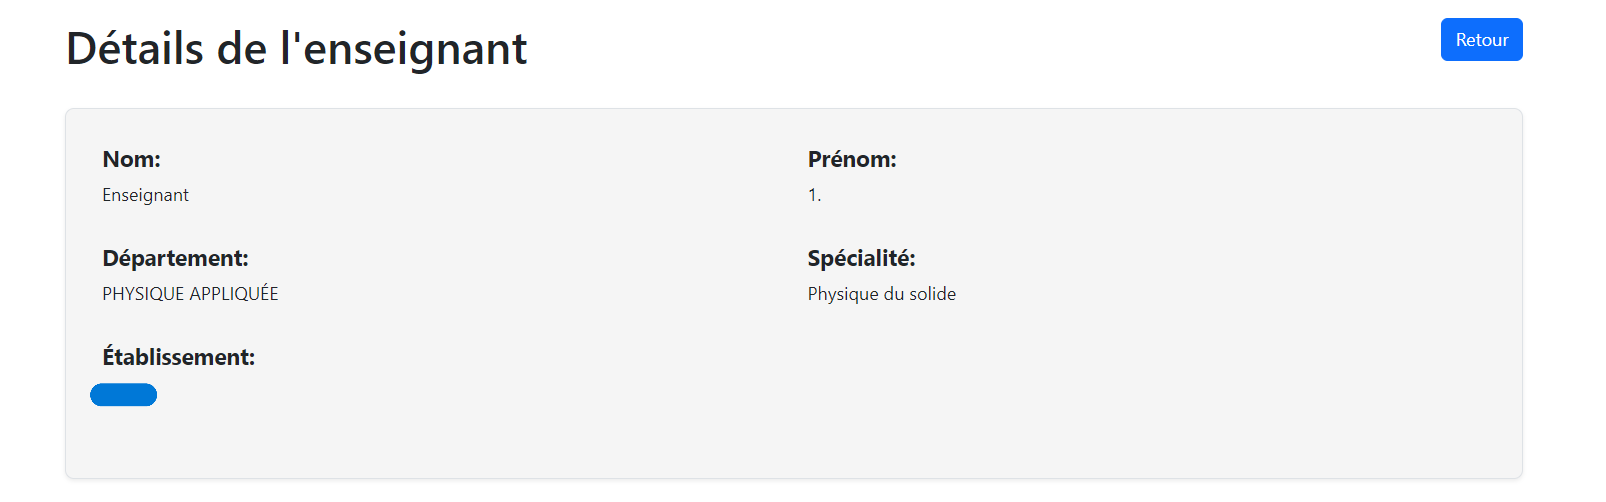 Détails de l'enseignant
Retour
Nom:
Prénom:
Enseignant
1.
Département:
Spécialité:
PHYSIQUE APPLIQUÉE
Physique du solide
Établissement: